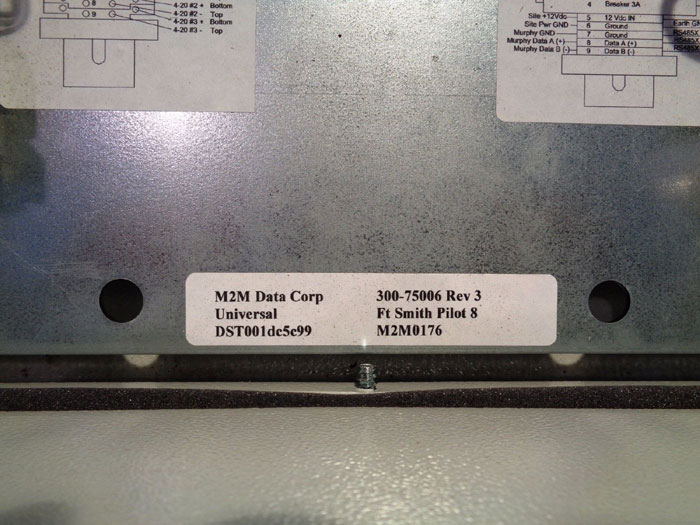 8
9
4-20 #2 + Bottom
4-20 #2 - Top
4-20 #3 + Bottom
4-20 #3 - Top
4 Breaker 3A
Site +12Vdc 5 12 Vdc IN
Site Pwr GND 6 Ground
Murphy GND 7 Ground
Murphy Data A (+) 8 Data A (+)
Murphy Data B (-) 9 Data B (-)
M2M Data Corp 300-75006 Rev 3
Universal Ft Smith Pilot 8
DST001de5e99 M2M0176